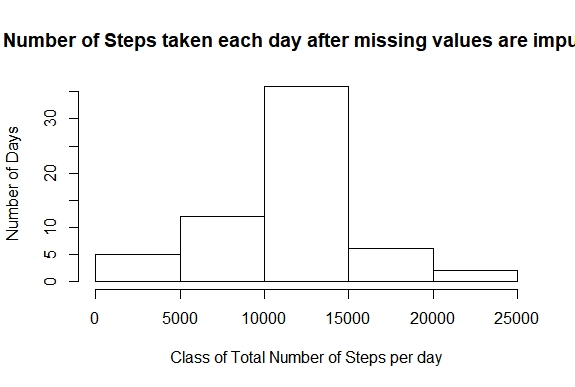 Number of Steps taken each day after missing values are impu
Number of Days
30
20
10
5
0
0 5000 10000 15000 20000 25000
Class of Total Number of Steps per day